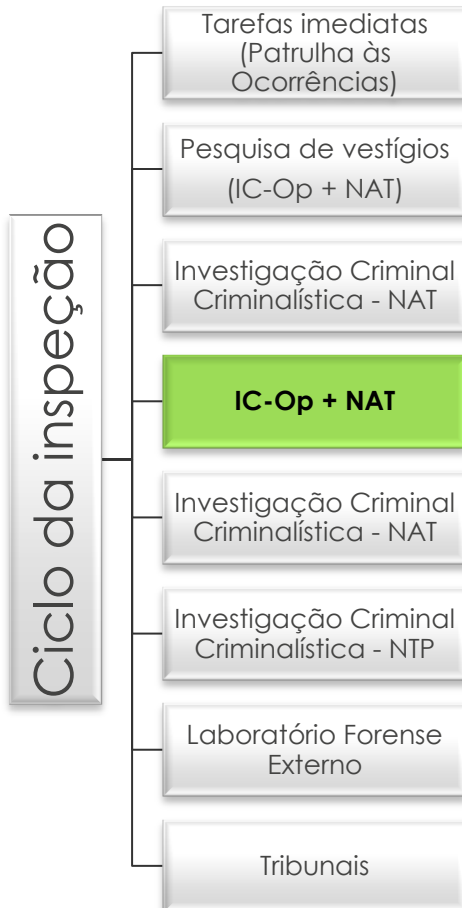 Ciclo da inspeção
Tarefas imediatas
(Patrulha às
Ocorrências)
Pesquisa de vestígios
(IC-Op + NAT)
Investigação Criminal
Criminalística - NAT
IC-Op + NAT
Investigação Criminal
Criminalística - NAT
Investigação Criminal
Criminalística - NTP
Laboratório Forense
Externo
Tribunais